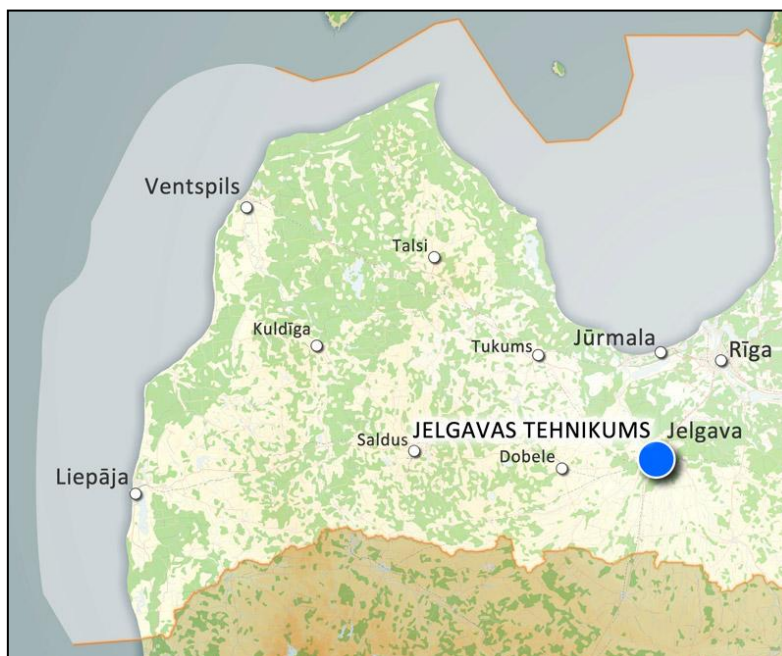 Ventspils
Talsi
Kuldīga
Tukums
Jūrmala
Rīga
JELGAVAS TEHNIKUMS
Jelgava
Saldus
Dobele
Liepāja